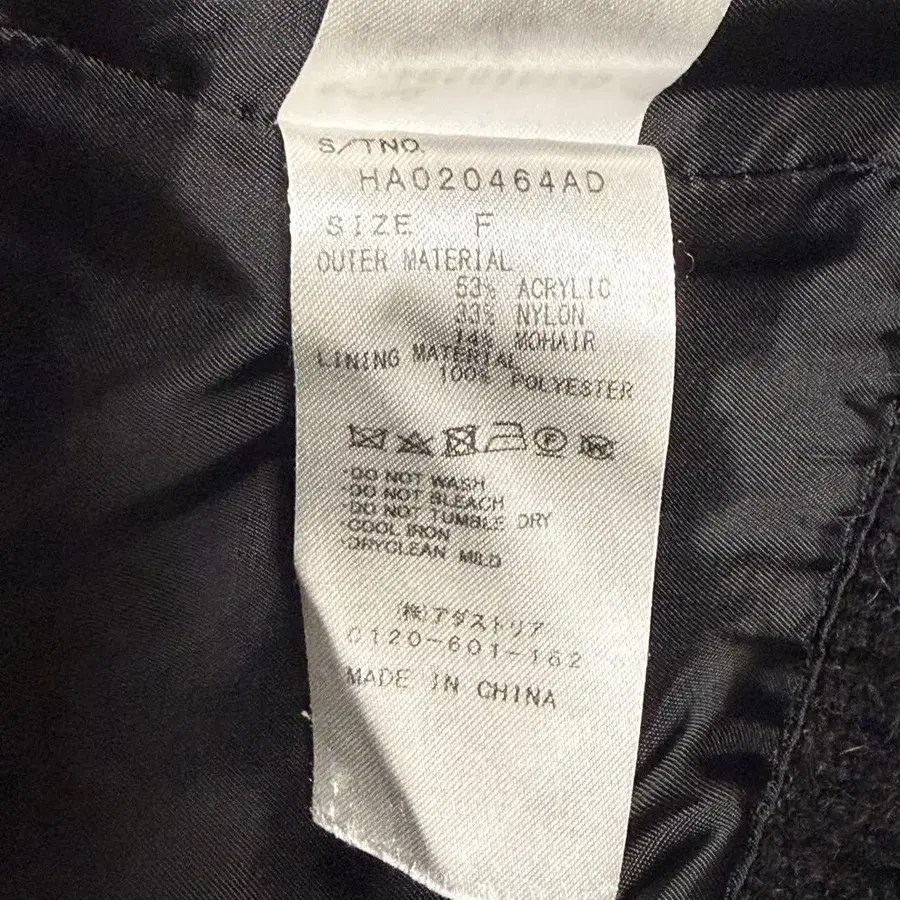 S/TNO.
HA020464AD
SIZE F
OUTER MATERIAL
53% ACRYLIC
33% NYLON
14% MOHAIR
LINING MATERIAL
100% POLYESTER
·DO NOT WASH
·DO NOT BLEACH
·DO NOT TUMBLE DRY
·COOL IRON
·DRYCLEAN MILD
(株)アダストリア
0120-601-162
MADE IN CHINA